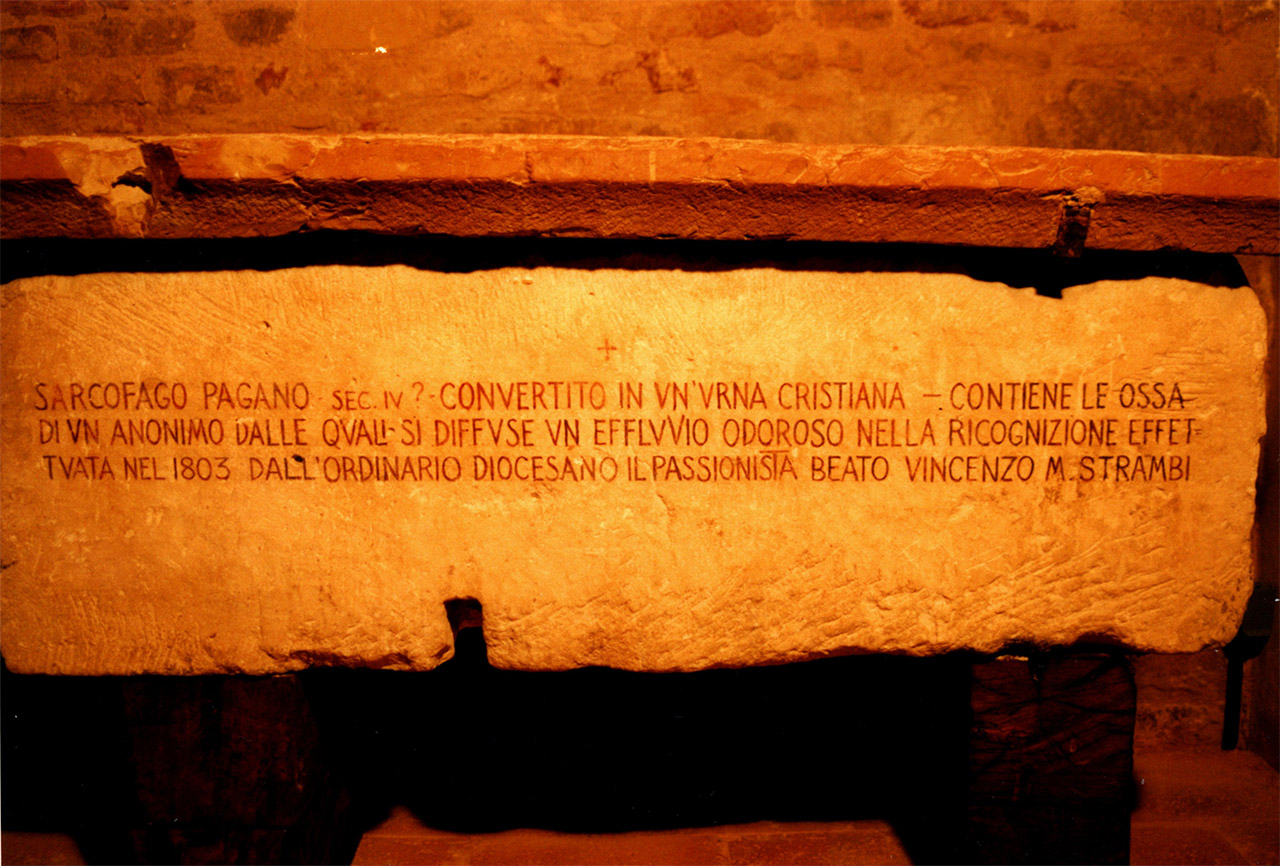 +
SARCOFAGO PAGANO · SEC. IV ? - CONVERTITO IN VN'VRNA CRISTIANA — CONTIENE LE OSSA
DI VN ANONIMO DALLE QVALI - SI DIFFVSE VN EFFLVVIO ODOROSO NELLA RICOGNIZIONE EFFET=
TVATA NEL 1803 DALL'ORDINARIO DIOCESANO IL PASSIONISTA BEATO VINCENZO M. STRAMBI